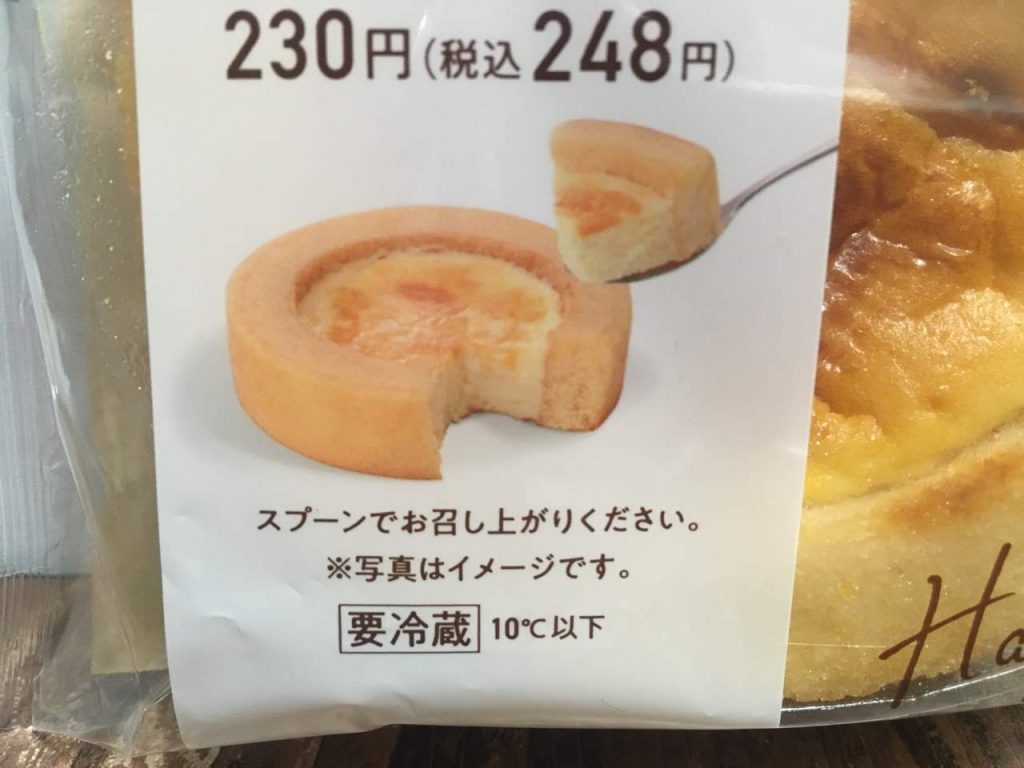 230円(税込248円)
スプーンでお召し上がりください。
※写真はイメージです。
要冷蔵 10℃以下
Ha